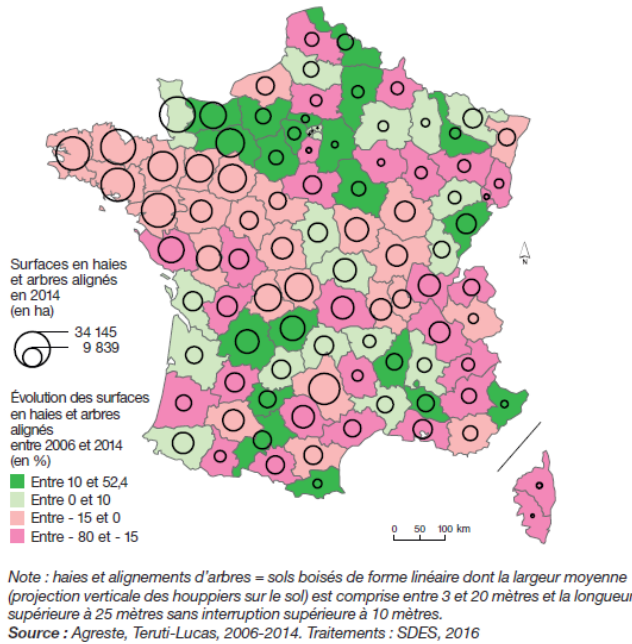 Surfaces en haies
et arbres alignés
en 2014
(en ha)
34 145
9 839
Évolution des surfaces
en haies et arbres
alignés
entre 2006 et 2014
(en %)
Entre 10 et 52,4
Entre 0 et 10
Entre - 15 et 0
Entre - 80 et - 15
N
0 50 100 km
Note : haies et alignements d'arbres = sols boisés de forme linéaire dont la largeur moyenne
(projection verticale des houppiers sur le sol) est comprise entre 3 et 20 mètres et la longueur
supérieure à 25 mètres sans interruption supérieure à 10 mètres.
Source : Agreste, Teruti-Lucas, 2006-2014. Traitements : SDES, 2016